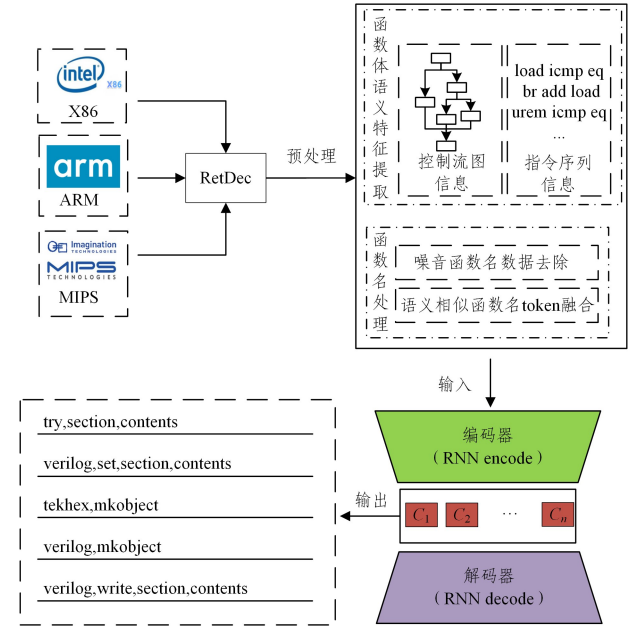 intel
X86
X86
arm
ARM
Imagination
TECHNOLOGIES
MIPS
TECHNOLOGIES
MIPS
RetDec
预处理
函数体语义特征提取
控制流图
信息
load icmp eq
br add load
urem icmp eq
...
指令序列
信息
函数名处理
噪音函数名数据去除
语义相似函数名token融合
输入
编码器
(RNN encode)
C1 C2 ... Cn
解码器
(RNN decode)
输出
try,section,contents
verilog,set,section,contents
tekhex,mkobject
verilog,mkobject
verilog,write,section,contents